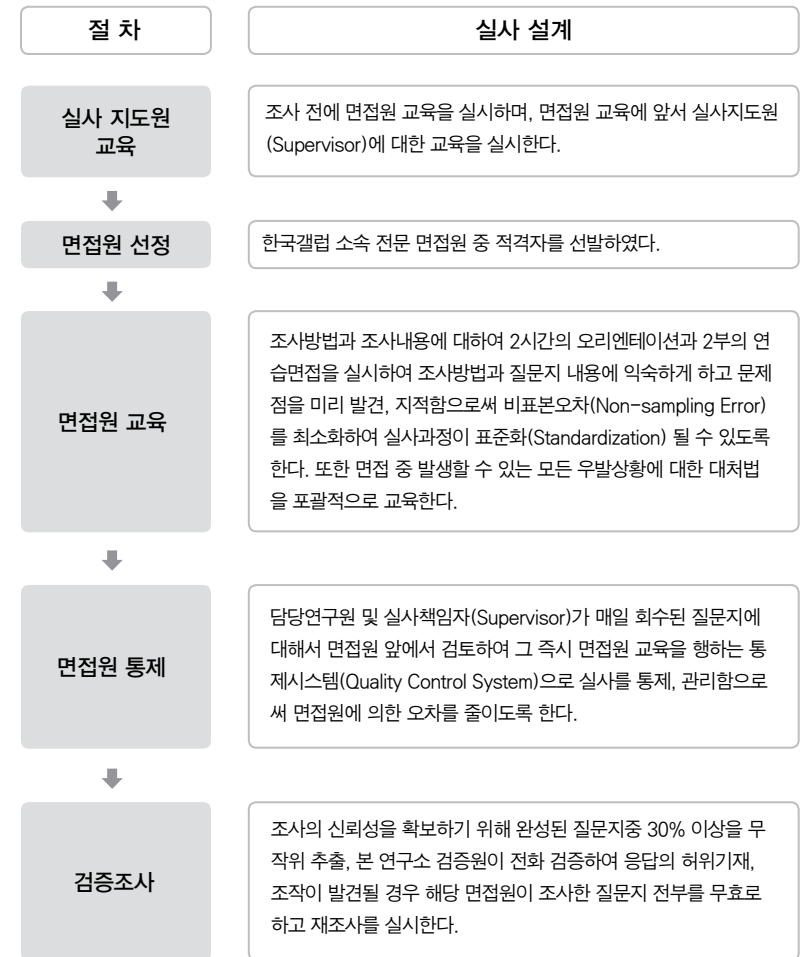 절 차
실사 설계
실사 지도원
교육
조사 전에 면접원 교육을 실시하며, 면접원 교육에 앞서 실사지도원
(Supervisor)에 대한 교육을 실시한다.
면접원 선정
한국갤럽 소속 전문 면접원 중 적격자를 선발하였다.
면접원 교육
조사방법과 조사내용에 대하여 2시간의 오리엔테이션과 2부의 연
습면접을 실시하여 조사방법과 질문지 내용에 익숙하게 하고 문제
점을 미리 발견, 지적함으로써 비표본오차(Non-sampling Error)
를 최소화하여 실사과정이 표준화(Standardization) 될 수 있도록
한다. 또한 면접 중 발생할 수 있는 모든 우발상황에 대한 대처법
을 포괄적으로 교육한다.
면접원 통제
담당연구원 및 실사책임자(Supervisor)가 매일 회수된 질문지에
대해서 면접원 앞에서 검토하여 그 즉시 면접원 교육을 행하는 통
제시스템(Quality Control System)으로 실사를 통제, 관리함으로
써 면접원에 의한 오차를 줄이도록 한다.
검증조사
조사의 신뢰성을 확보하기 위해 완성된 질문지중 30% 이상을 무
작위 추출, 본 연구소 검증원이 전화 검증하여 응답의 허위기재,
조작이 발견될 경우 해당 면접원이 조사한 질문지 전부를 무효로
하고 재조사를 실시한다.